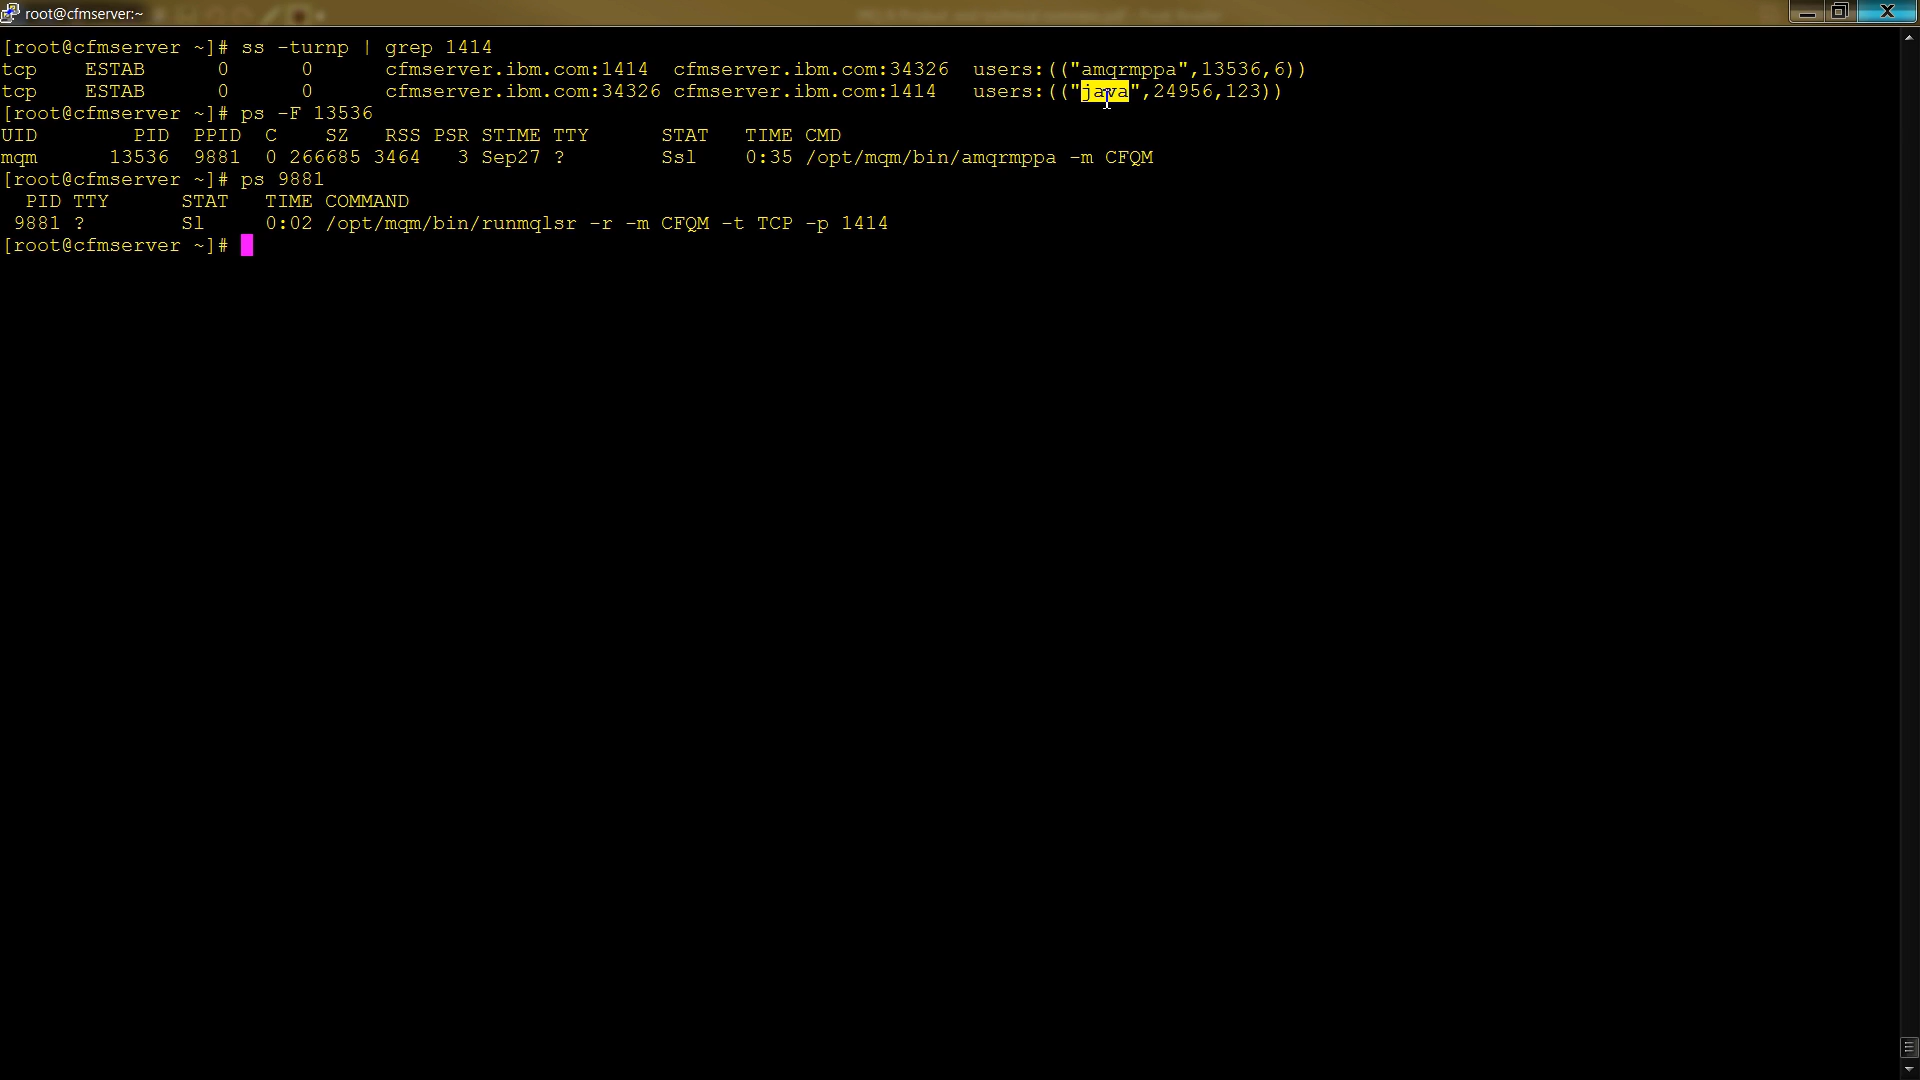 root@cfmserver:~
[root@cfmserver ~]# ss -turnp | grep 1414
tcp    ESTAB      0      0      cfmserver.ibm.com:1414  cfmserver.ibm.com:34326  users:(("amqrmppa",13536,6))
tcp    ESTAB      0      0      cfmserver.ibm.com:34326 cfmserver.ibm.com:1414   users:(("java",24956,123))
[root@cfmserver ~]# ps -F 13536
UID        PID  PPID  C    SZ   RSS PSR STIME TTY      STAT   TIME CMD
mqm      13536  9881  0 266685 3464   3 Sep27 ?        Ssl    0:35 /opt/mqm/bin/amqrmppa -m CFQM
[root@cfmserver ~]# ps 9881
  PID TTY      STAT   TIME COMMAND
 9881 ?        Sl     0:02 /opt/mqm/bin/runmqlsr -r -m CFQM -t TCP -p 1414
[root@cfmserver ~]#